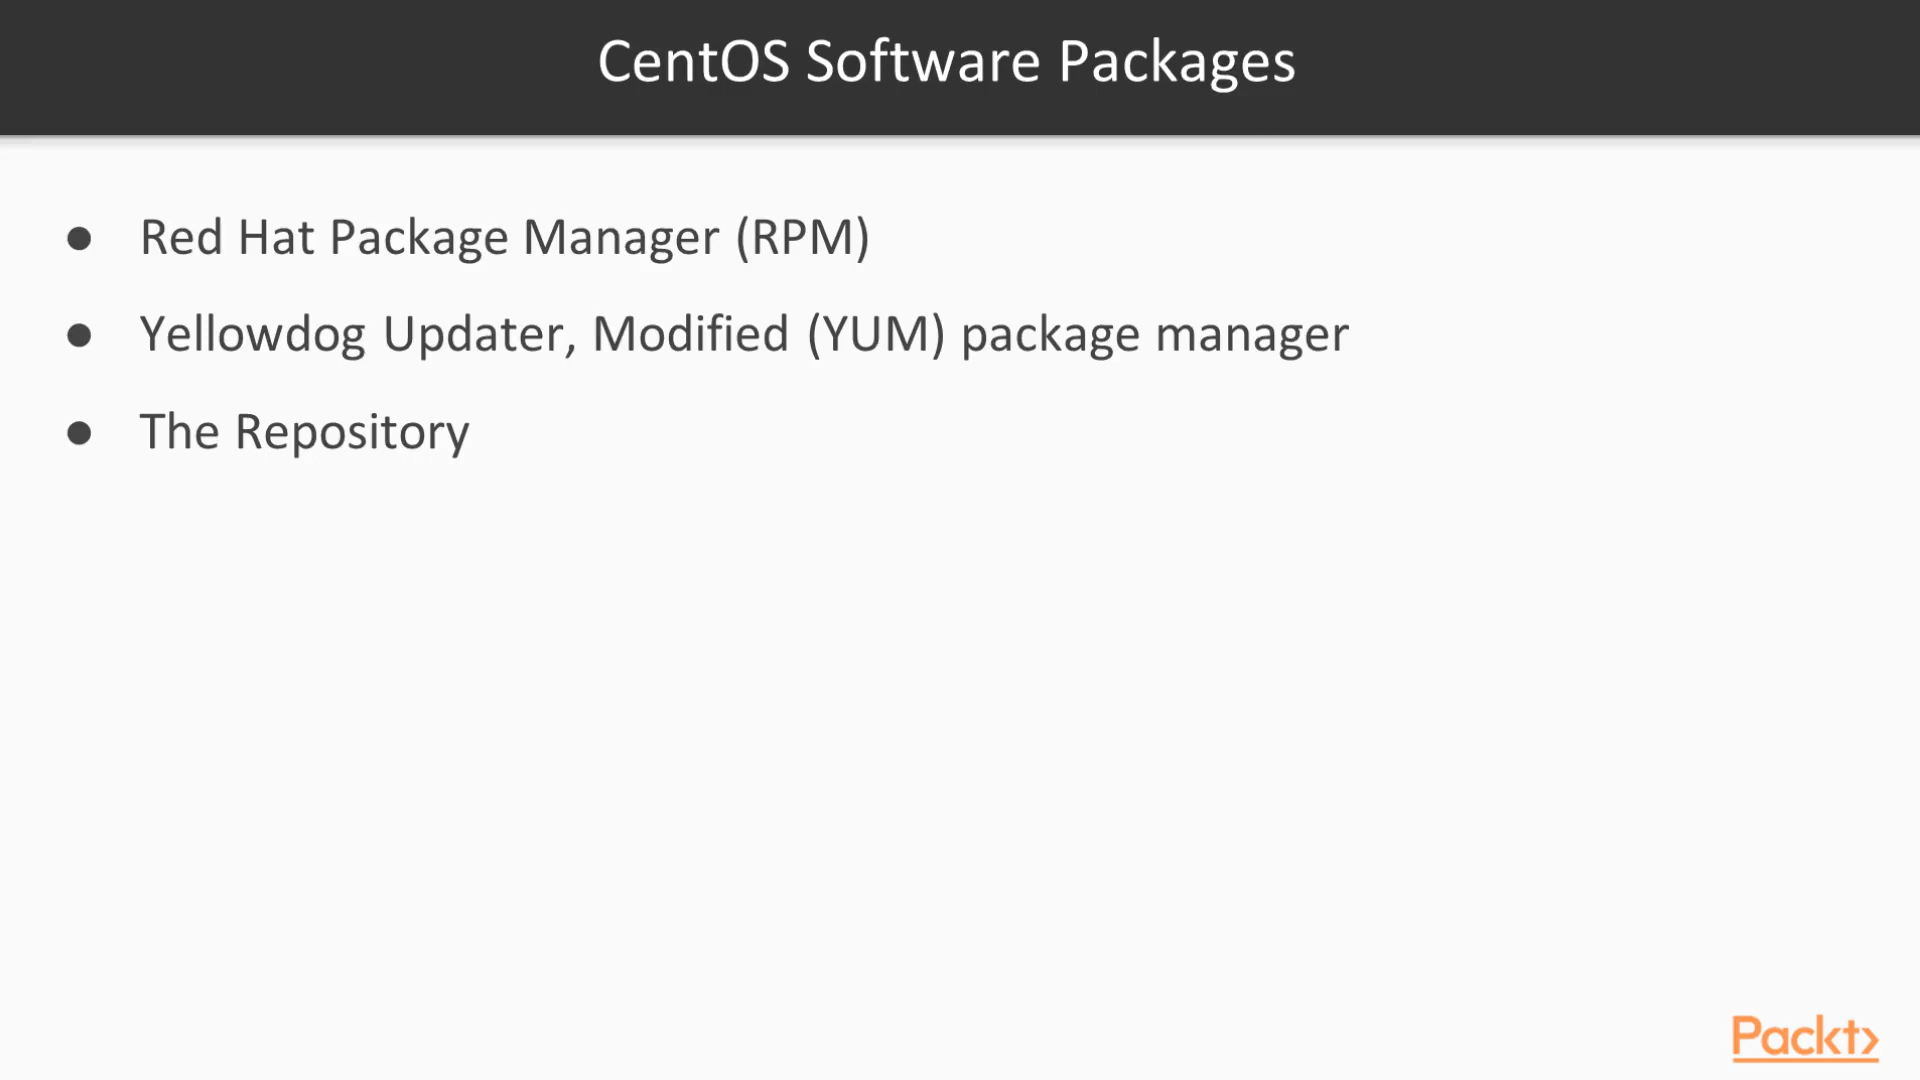 CentOS Software Packages
● Red Hat Package Manager (RPM)
● Yellowdog Updater, Modified (YUM) package manager
● The Repository
Packt>